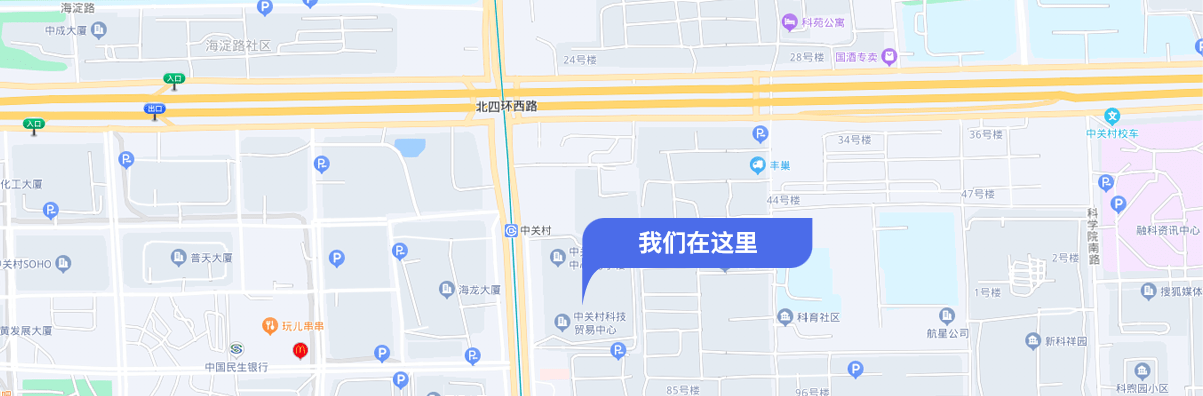 海淀路
中成大厦
海淀路社区
科苑公寓
24号楼
28号楼
国酒专卖
入口
出口
入口
北四环西路
34号楼
36号楼
中关村校车
丰巢
化工大厦
44号楼
47号楼
科学院南路
中关村
融科资讯中心
我们在这里
普天大厦
中关村SOHO
2号楼
海龙大厦
1号楼
搜狐媒体
中关村科技
贸易中心
科育社区
航星公司
新科祥园
黄发展大厦
玩儿串串
中国民生银行
85号楼
96号楼
科煦园小区